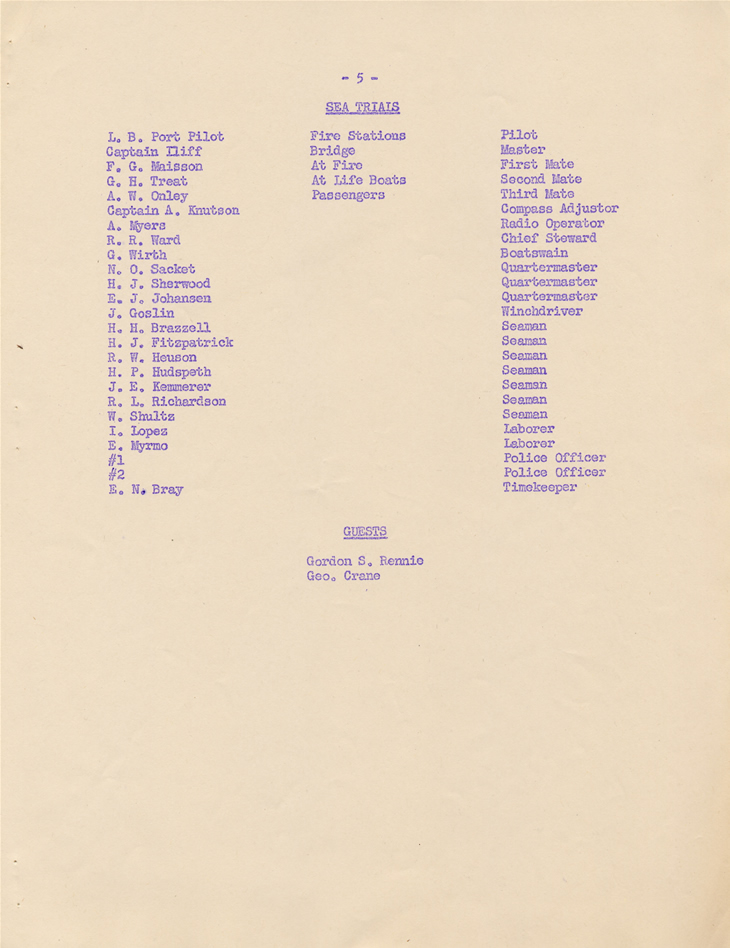 - 5 -
SEA TRIALS
L. B. Port Pilot Fire Stations Pilot
Captain Iliff Bridge Master
F. G. Maisson At Fire First Mate
G. H. Treat At Life Boats Second Mate
A. W. Onley Passengers Third Mate
Captain A. Knutson Compass Adjustor
A. Myers Radio Operator
R. R. Ward Chief Steward
G. Wirth Boatswain
N. O. Sacket Quartermaster
H. J. Sherwood Quartermaster
E. J. Johansen Quartermaster
J. Goslin Winchdriver
H. H. Brazzell Seaman
H. J. Fitzpatrick Seaman
R. W. Heuson Seaman
H. P. Hudspeth Seaman
J. E. Kemmerer Seaman
R. L. Richardson Seaman
W. Shultz Seaman
I. Lopez Laborer
E. Myrmo Laborer
#1 Police Officer
#2 Police Officer
E. N. Bray Timekeeper
GUESTS
Gordon S. Rennie
Geo. Crane